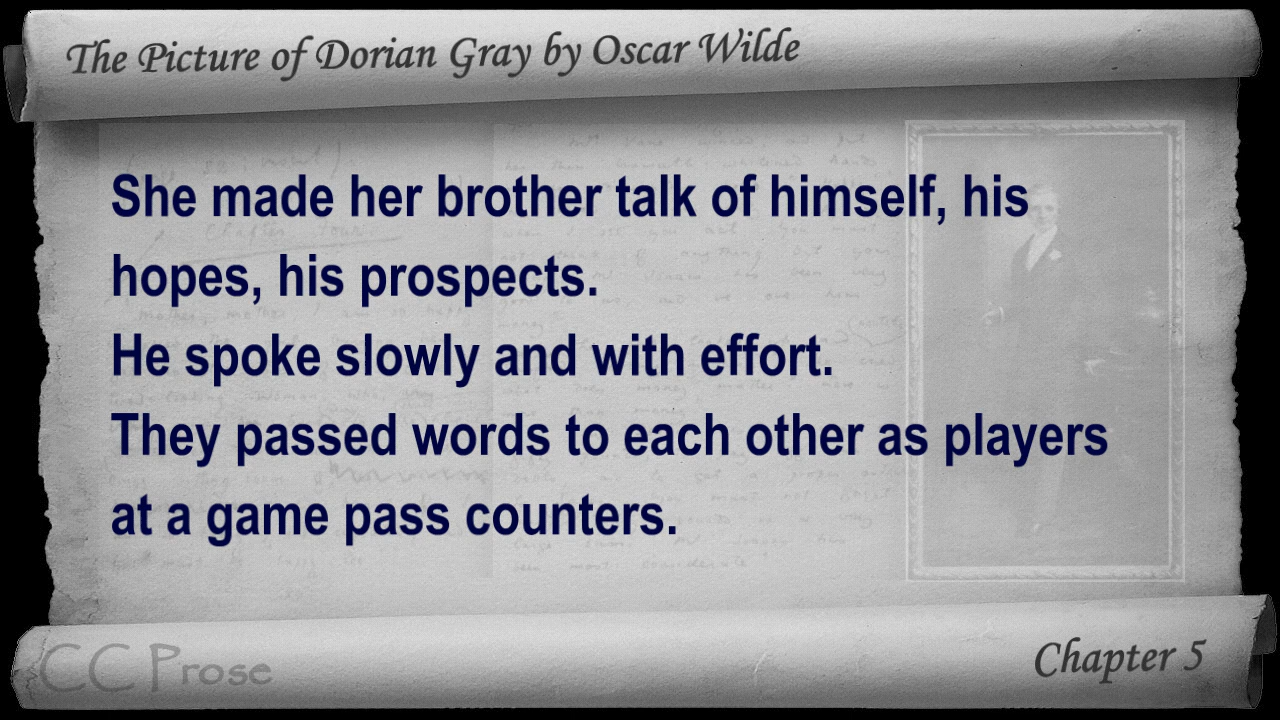 The Picture of Dorian Gray by Oscar Wilde
She made her brother talk of himself, his
hopes, his prospects.
He spoke slowly and with effort.
They passed words to each other as players
at a game pass counters.
CC Prose
Chapter 5